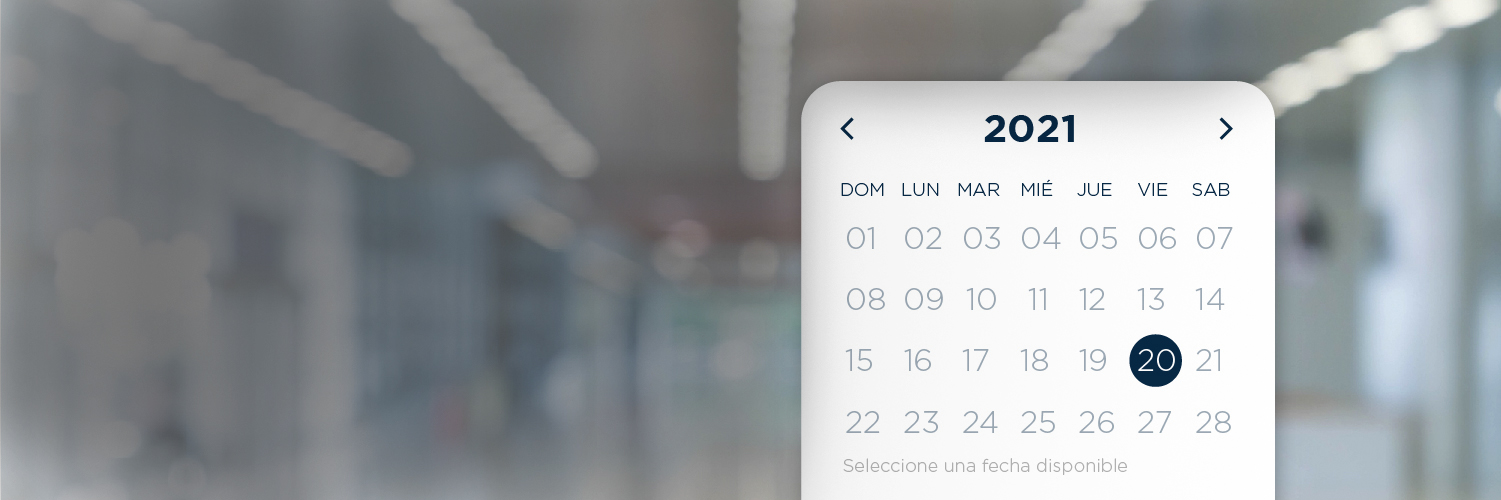 2021
DOM LUN MAR MIÉ JUE VIE SAB
01 02 03 04 05 06 07
08 09 10 11 12 13 14
15 16 17 18 19 20 21
22 23 24 25 26 27 28
Seleccione una fecha disponible